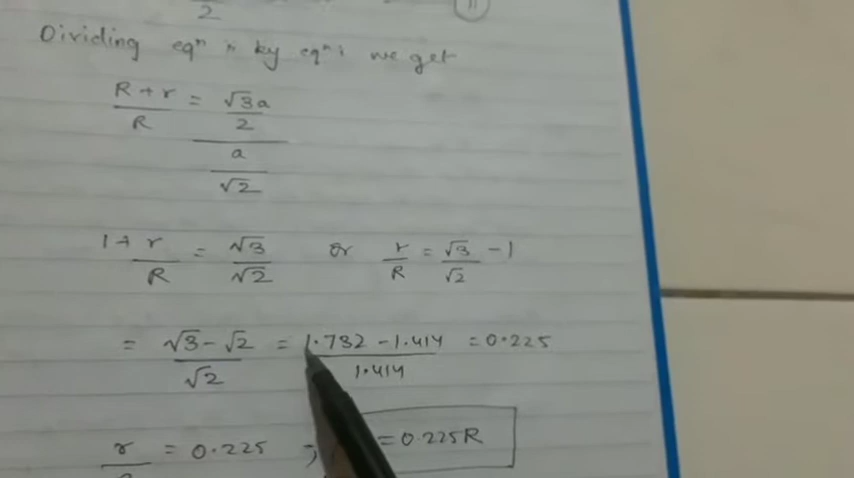 2
11
Dividing eqⁿ ii by eqⁿ i we get
R+r = √3a
R 2
a
√2
1+ r = √3 or r = √3 -1
R √2 R √2
= √3-√2 = 1.732 -1.414 = 0.225
√2 1.414
r = 0.225 ; = 0.225R